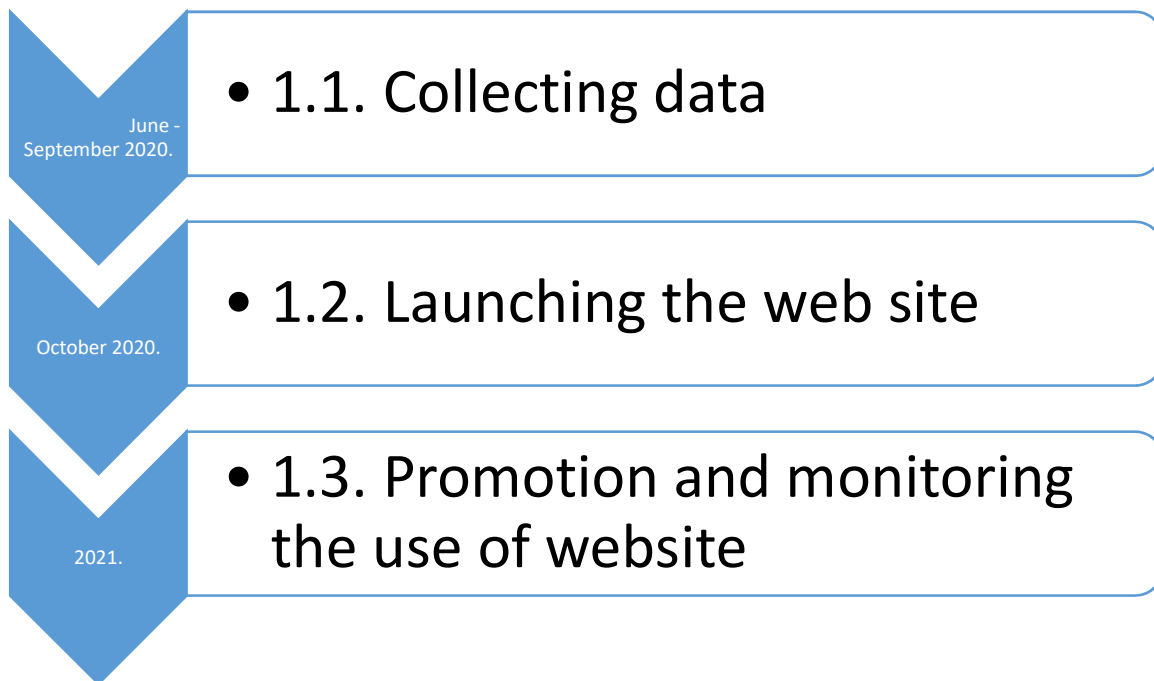 June -
September 2020.
• 1.1. Collecting data
October 2020.
• 1.2. Launching the web site
2021.
• 1.3. Promotion and monitoring
the use of website